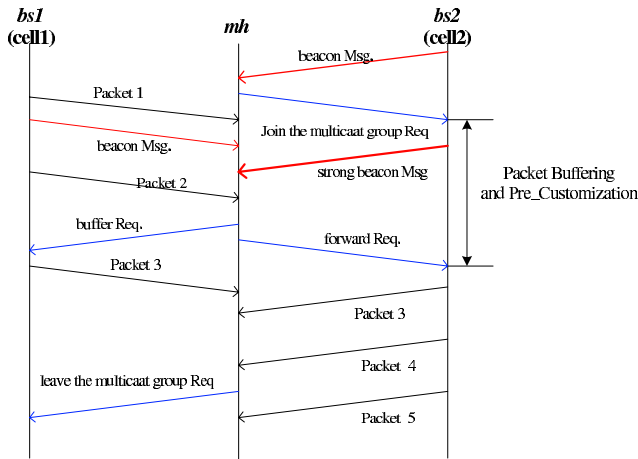 bs1
(cell1)
mh
bs2
(cell2)
beacon Msg.
Packet 1
Join the multicaat group Req
beacon Msg.
strong beacon Msg
Packet 2
Packet Buffering
and Pre_Customization
buffer Req.
forward Req.
Packet 3
Packet 3
Packet 4
leave the multicaat group Req
Packet 5